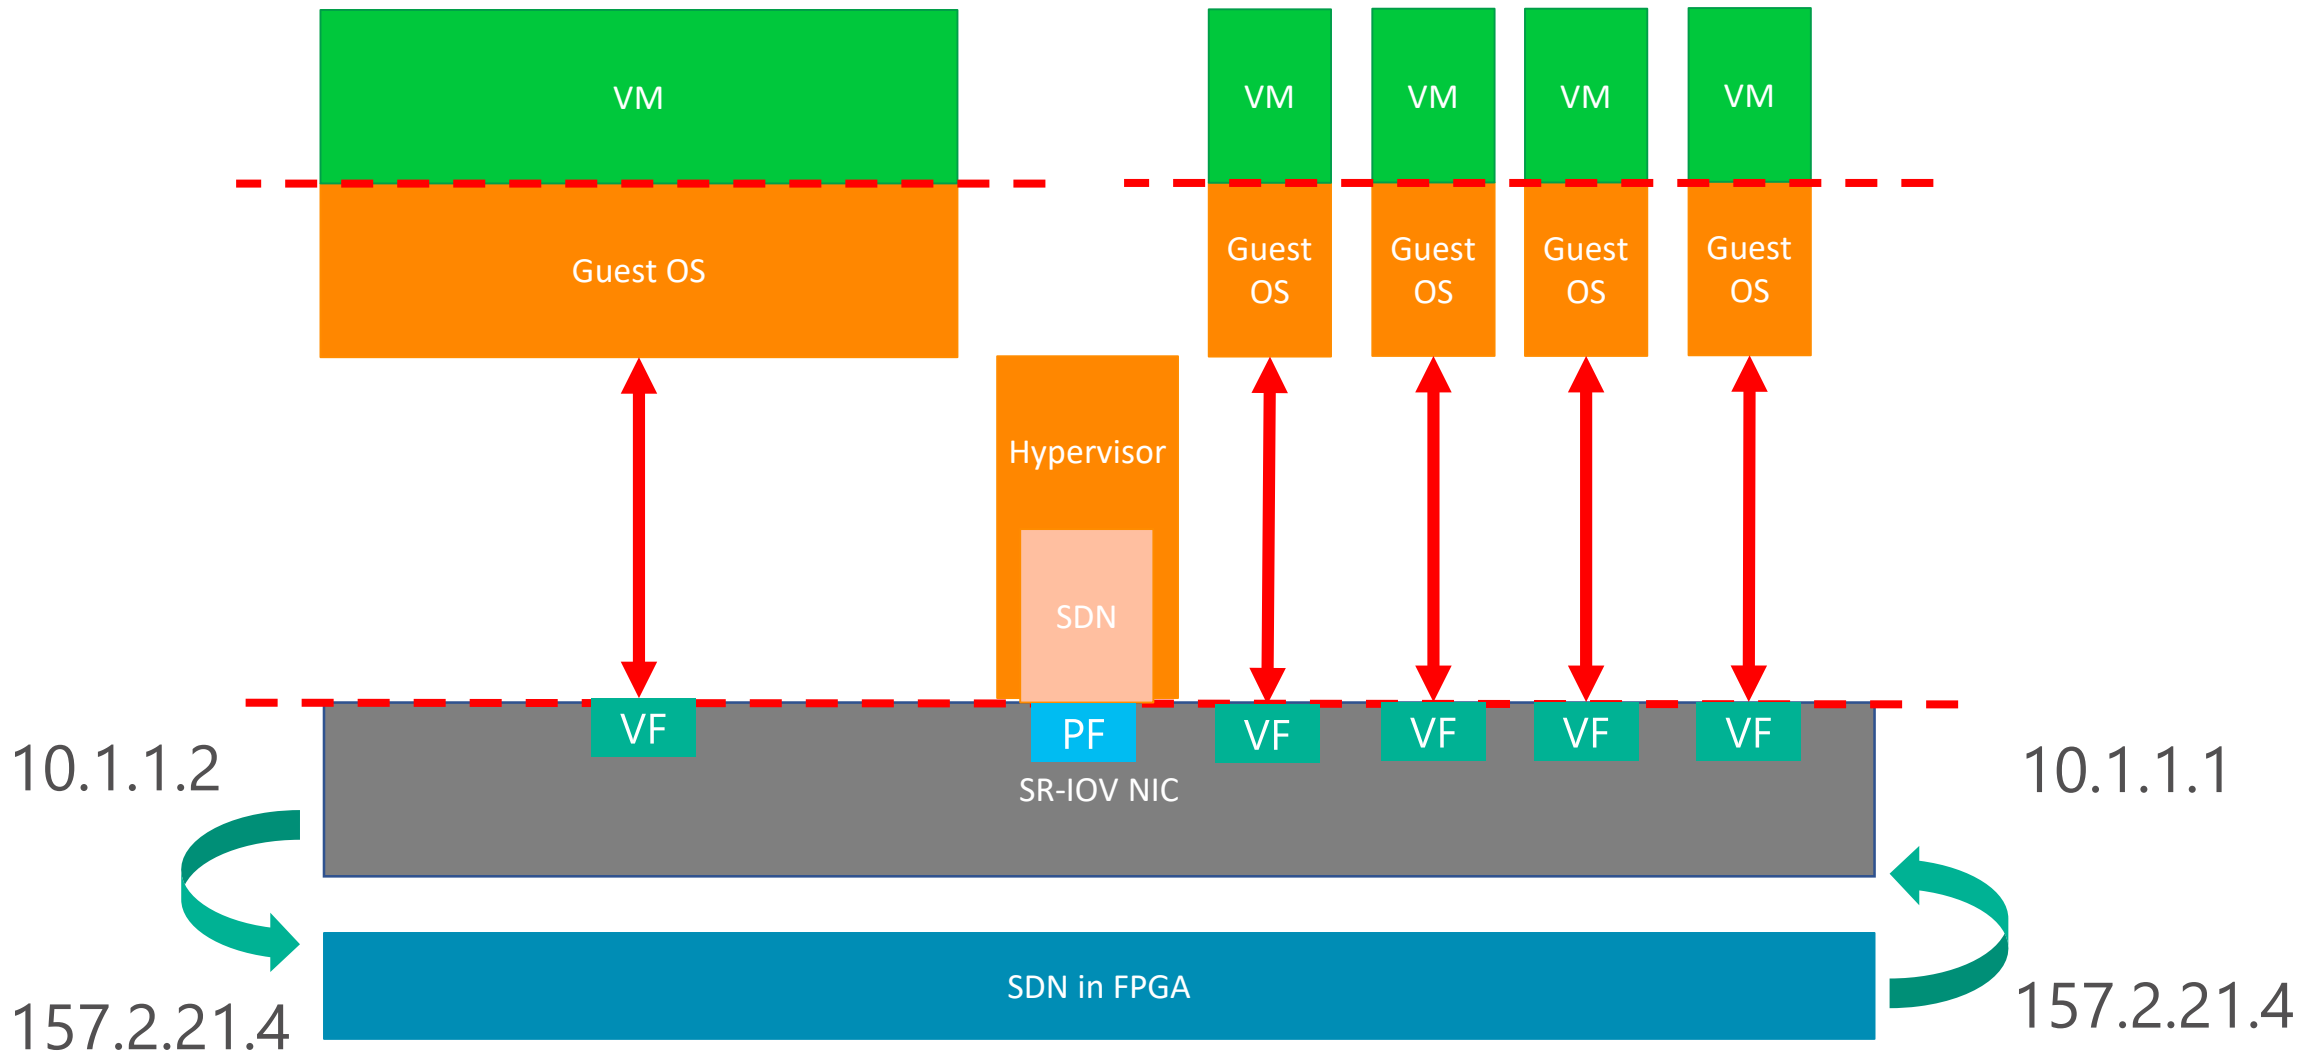 VM
VM
VM
VM
VM
Guest OS
Guest
OS
Guest
OS
Guest
OS
Guest
OS
Hypervisor
SDN
VF
PF
VF
VF
VF
VF
10.1.1.2
SR-IOV NIC
10.1.1.1
SDN in FPGA
157.2.21.4
157.2.21.4